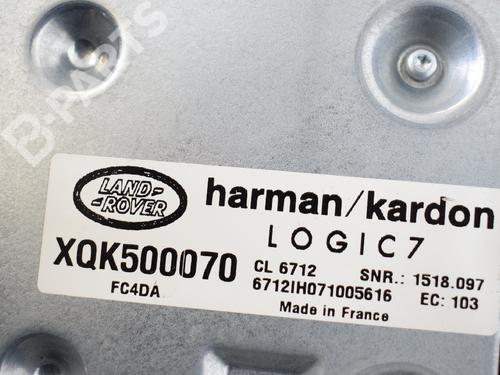 B-PARTS
LAND-
-ROVER
harman/kardon
LOGIC7
XQK500070
CL 6712 SNR.: 1518.097
FC4DA
6712IH071005616 EC: 103
Made in France